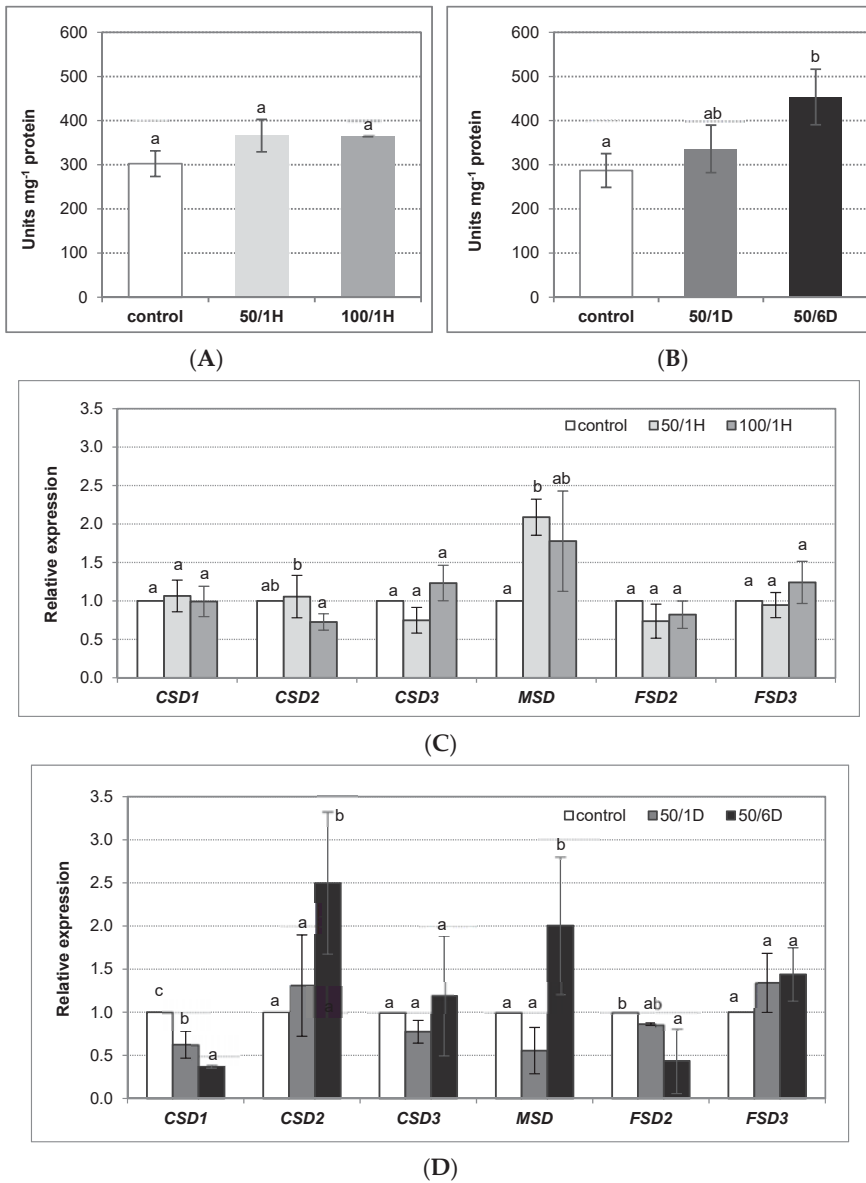 600
500
400
300
200
100
0
Units mg-1 protein
a
a
a
control
50/1H
100/1H
(A)
600
500
400
300
200
100
0
Units mg-1 protein
a
ab
b
control
50/1D
50/6D
(B)
3.5
3.0
2.5
2.0
1.5
1.0
0.5
0.0
Relative expression
control 50/1H 100/1H
a a a
ab b a
a a a
a b ab
a a a
a a a
CSD1 CSD2 CSD3 MSD FSD2 FSD3
(C)
3.5
3.0
2.5
2.0
1.5
1.0
0.5
0.0
Relative expression
control 50/1D 50/6D
c b a
a a b
a
a a a
a a b
b ab a
a a a
CSD1 CSD2 CSD3 MSD FSD2 FSD3
(D)